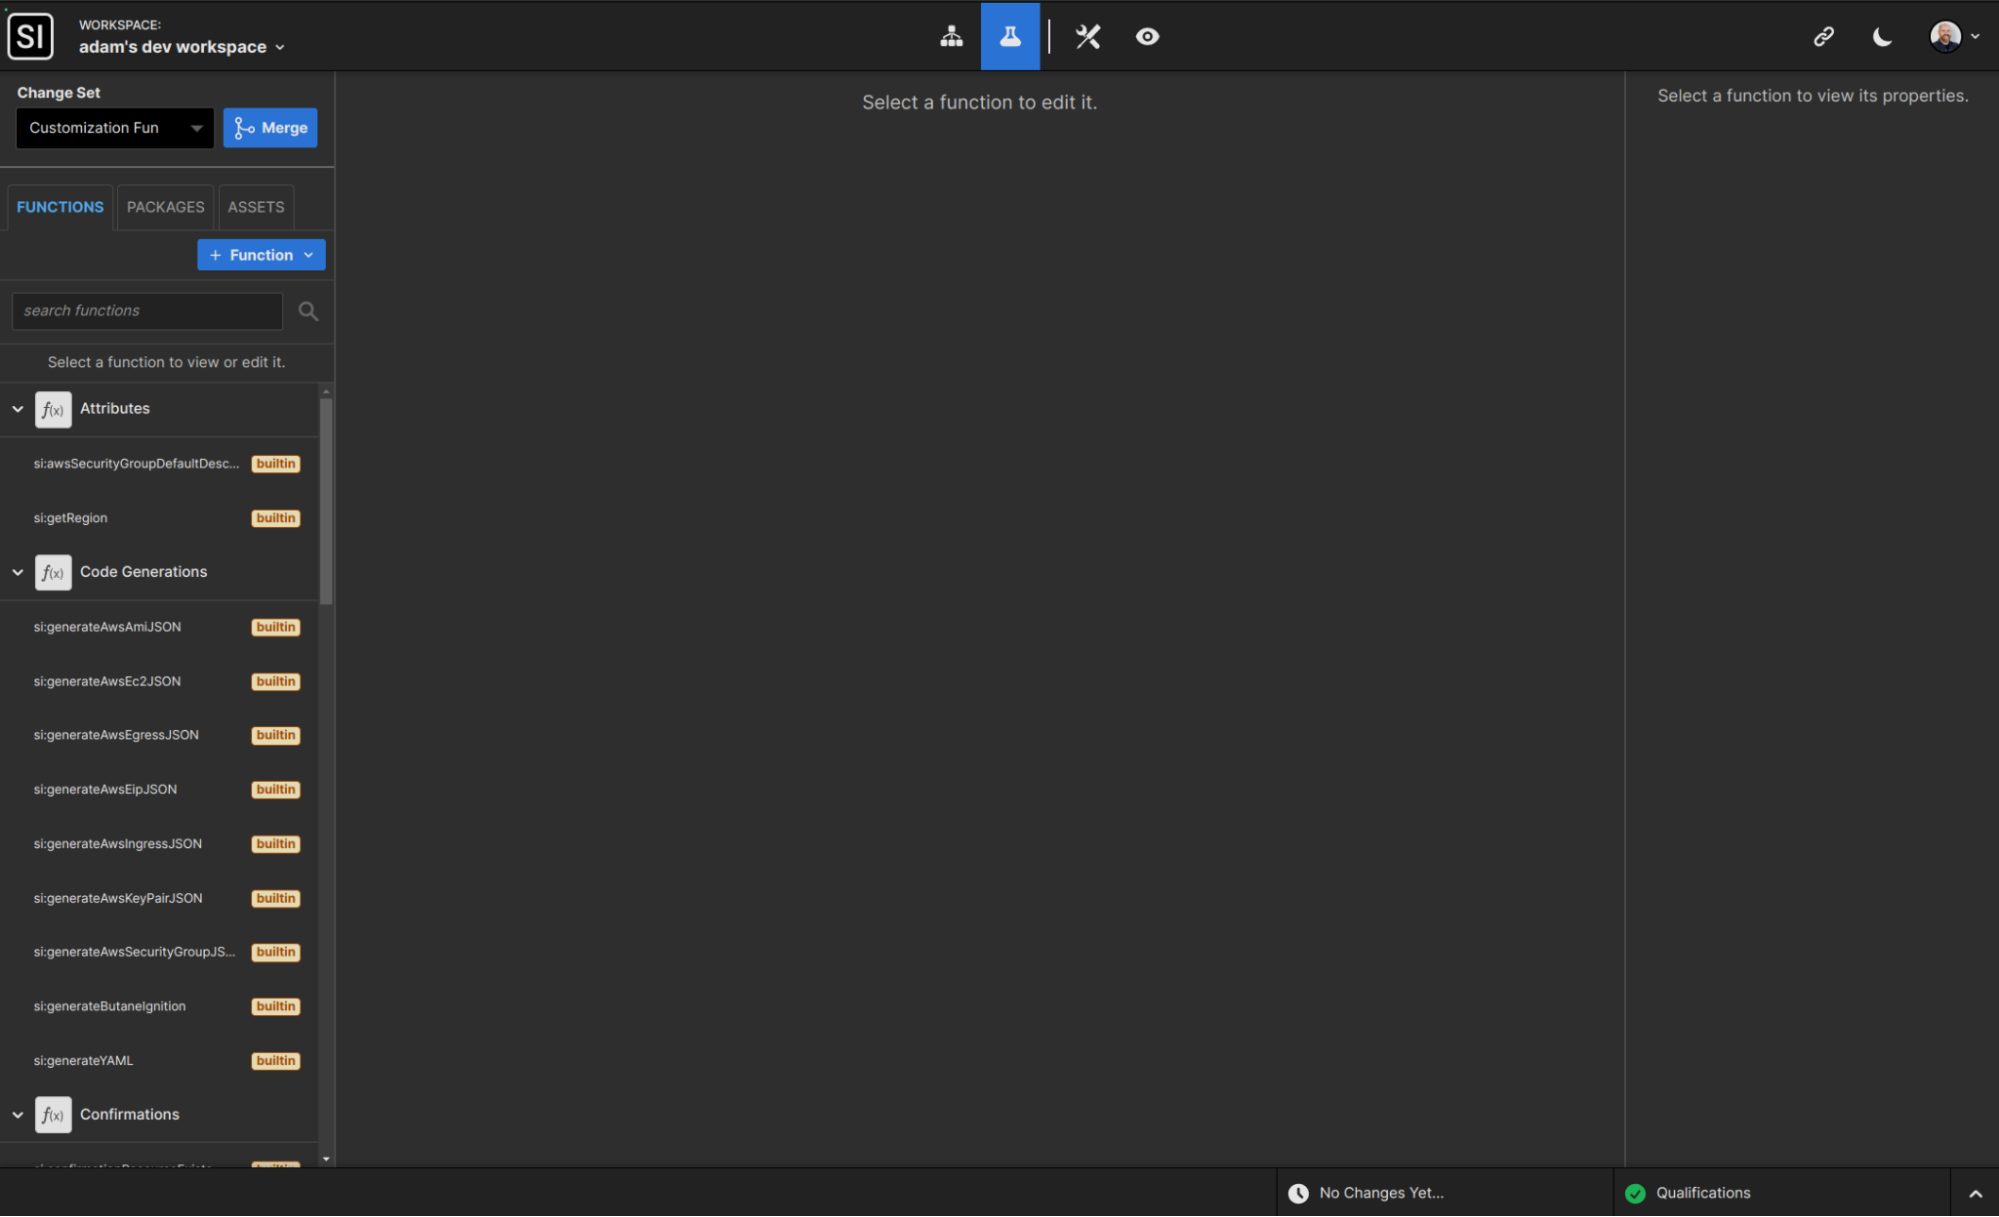 SI
WORKSPACE:
adam's dev workspace
Change Set
Customization Fun
Merge
FUNCTIONS
PACKAGES
ASSETS
+ Function
search functions
Select a function to view or edit it.
f(x) Attributes
si:awsSecurityGroupDefaultDesc... builtin
si:getRegion builtin
f(x) Code Generations
si:generateAwsAmiJSON builtin
si:generateAwsEc2JSON builtin
si:generateAwsEgressJSON builtin
si:generateAwsEipJSON builtin
si:generateAwsIngressJSON builtin
si:generateAwsKeyPairJSON builtin
si:generateAwsSecurityGroupJS... builtin
si:generateButaneIgnition builtin
si:generateYAML builtin
f(x) Confirmations
Select a function to edit it.
Select a function to view its properties.
No Changes Yet...
Qualifications